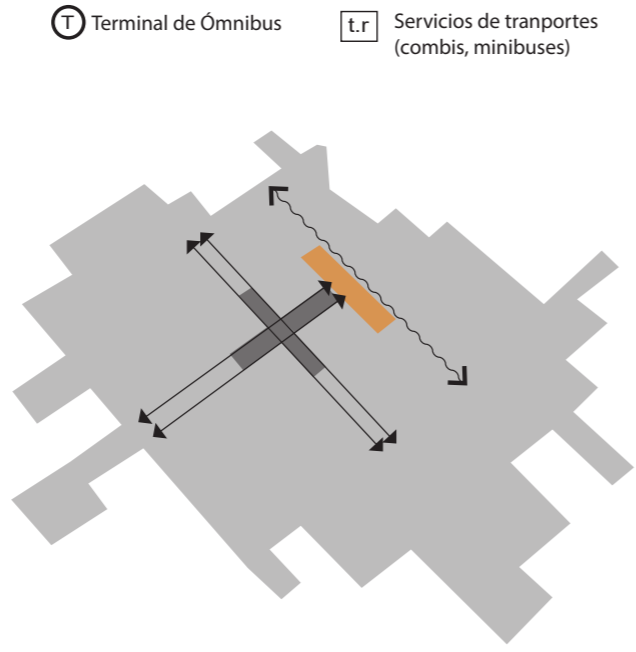 T Terminal de Ómnibus
t.r Servicios de tranportes
(combis, minibuses)